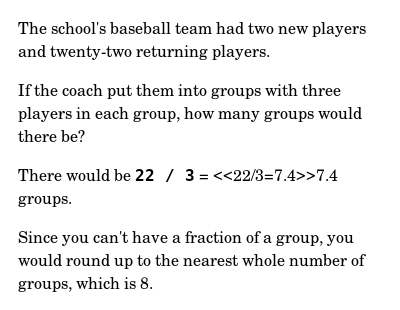 The school's baseball team had two new players
and twenty-two returning players.
If the coach put them into groups with three
players in each group, how many groups would
there be?
There would be 22 / 3 = <<22/3=7.4>>7.4
groups.
Since you can't have a fraction of a group, you
would round up to the nearest whole number of
groups, which is 8.